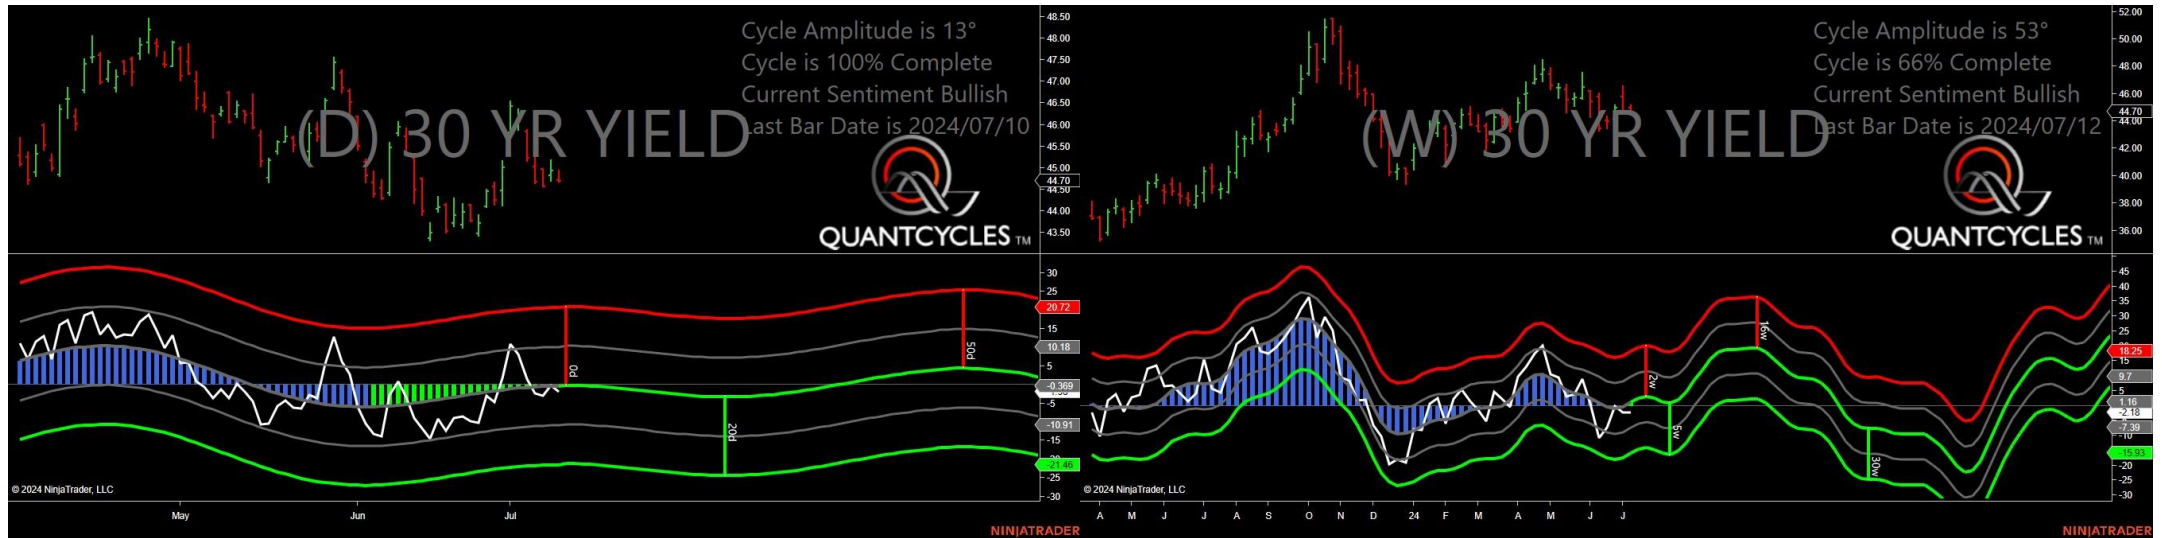 Cycle Amplitude is 13°
Cycle is 100% Complete
Current Sentiment Bullish
Last Bar Date is 2024/07/10
(D) 30 YR YIELD
QUANTCYCLES TM
48.50
48.00
47.50
47.00
46.50
46.00
45.50
45.00
44.70
44.50
44.00
43.50
30
25
20.72
15
10.18
5
-0.369
-5
-10.91
-15
-21.46
-25
-30
0d
20d
50d
© 2024 NinjaTrader, LLC
May Jun Jul
NINJATRADER
Cycle Amplitude is 53°
Cycle is 66% Complete
Current Sentiment Bullish
Last Bar Date is 2024/07/12
(W) 30 YR YIELD
QUANTCYCLES TM
52.00
50.00
48.00
46.00
44.70
44.00
42.00
40.00
38.00
36.00
45
40
35
30
25
20
18.25
15
9.7
5
1.16
-2.18
-7.39
-10
-15.93
-20
-25
-30
2w
5w
16w
30w
© 2024 NinjaTrader, LLC
A M J J A S O N D 24 F M A M J J
NINJATRADER